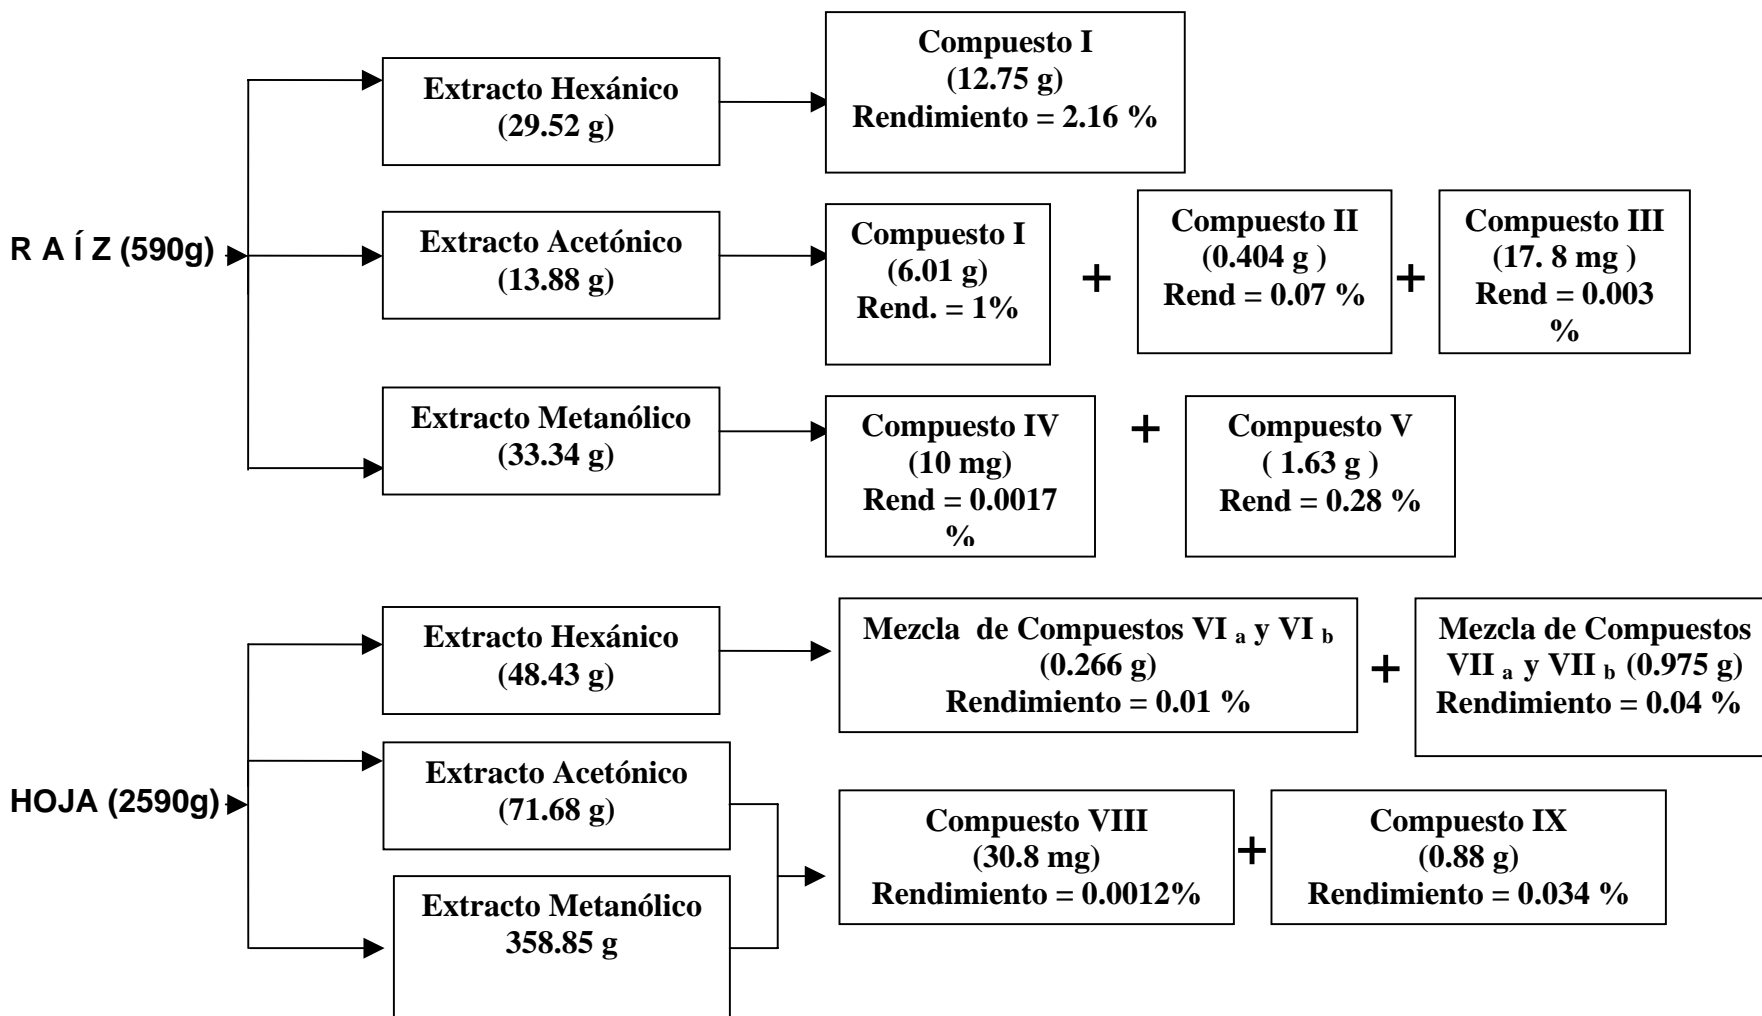 R A Í Z (590g)
Extracto Hexánico
(29.52 g)
Compuesto I
(12.75 g)
Rendimiento = 2.16 %
Extracto Acetónico
(13.88 g)
Compuesto I
(6.01 g)
Rend. = 1%
+
Compuesto II
(0.404 g )
Rend = 0.07 %
+
Compuesto III
(17. 8 mg )
Rend = 0.003
%
Extracto Metanólico
(33.34 g)
Compuesto IV
(10 mg)
Rend = 0.0017
%
+
Compuesto V
( 1.63 g )
Rend = 0.28 %
HOJA (2590g)
Extracto Hexánico
(48.43 g)
Mezcla de Compuestos VI a y VI b
(0.266 g)
Rendimiento = 0.01 %
+
Mezcla de Compuestos
VII a y VII b (0.975 g)
Rendimiento = 0.04 %
Extracto Acetónico
(71.68 g)
Extracto Metanólico
358.85 g
Compuesto VIII
(30.8 mg)
Rendimiento = 0.0012%
+
Compuesto IX
(0.88 g)
Rendimiento = 0.034 %